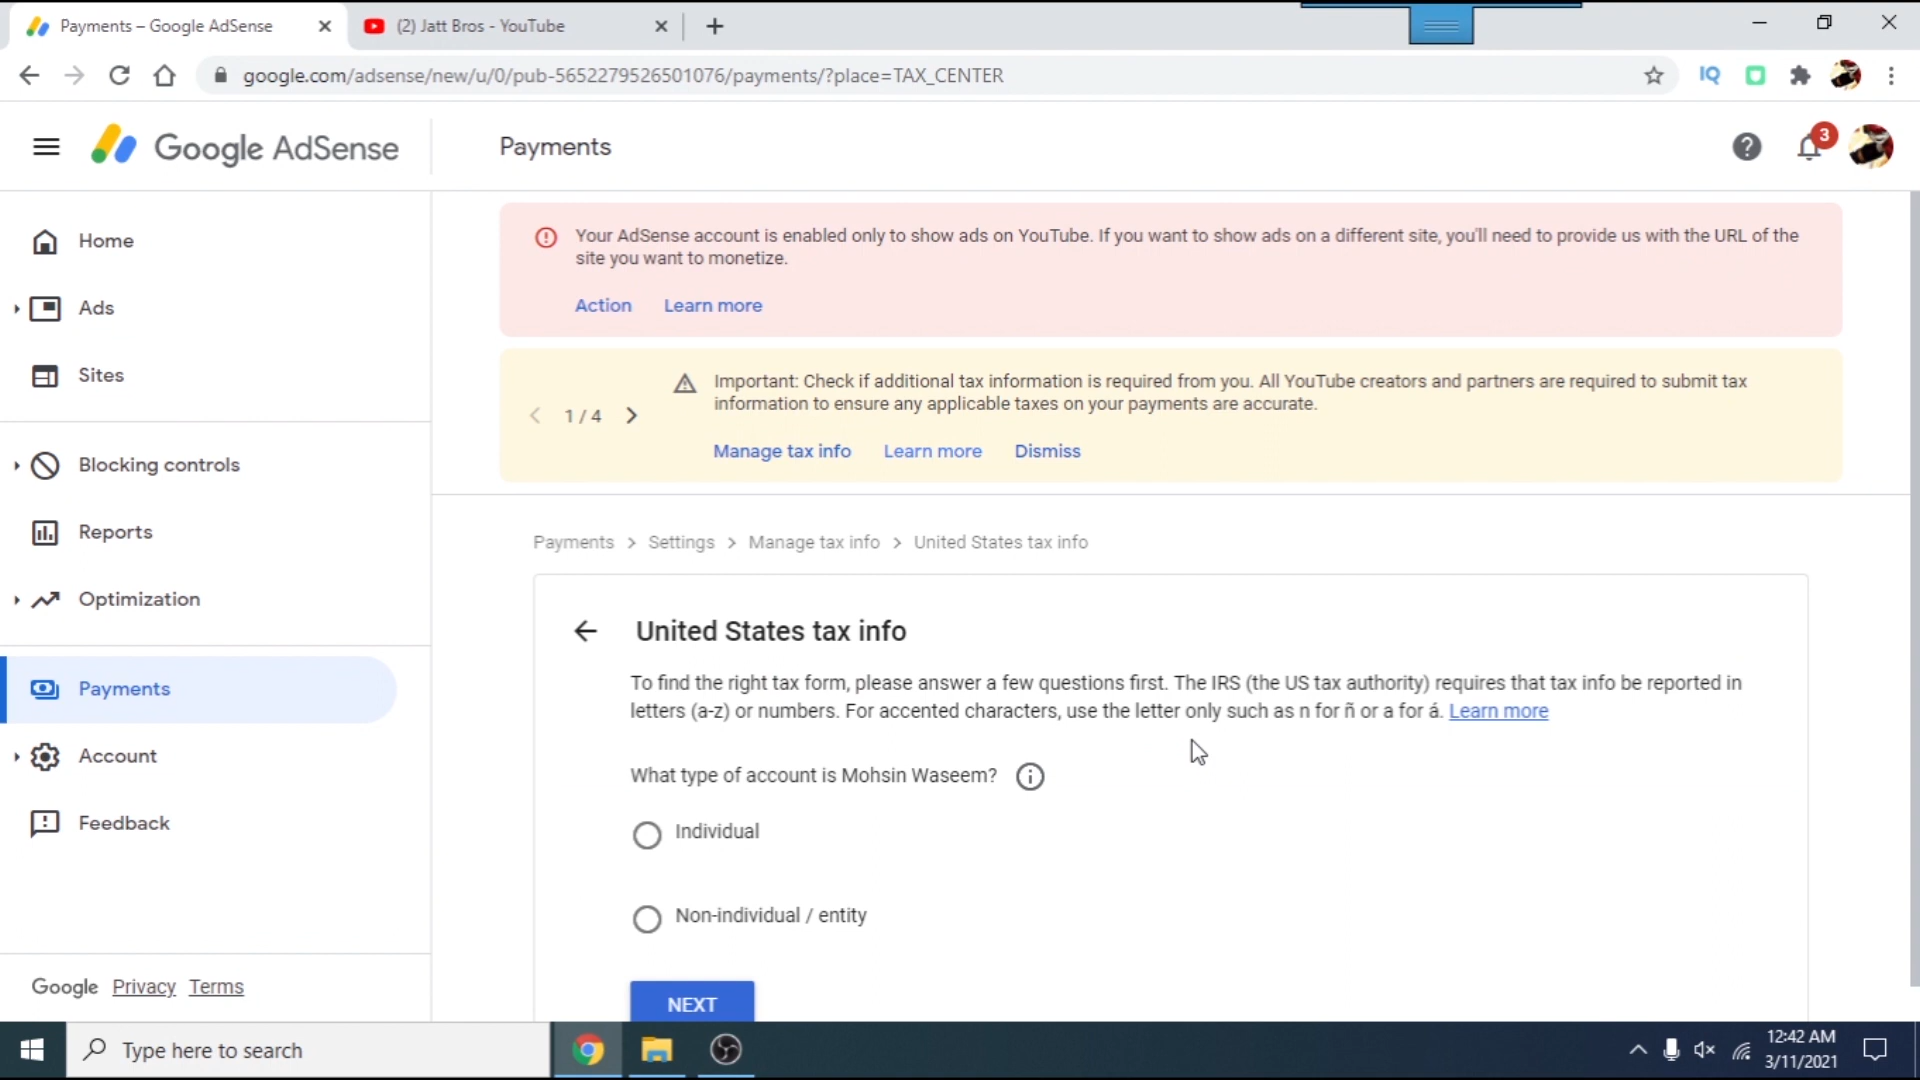 Payments – Google AdSense
(2) Jatt Bros - YouTube
google.com/adsense/new/u/0/pub-5652279526501076/payments/?place=TAX_CENTER
IQ
Google AdSense
Payments
3
Home
Ads
Sites
Blocking controls
Reports
Optimization
Payments
Account
Feedback
Google Privacy Terms
Your AdSense account is enabled only to show ads on YouTube. If you want to show ads on a different site, you'll need to provide us with the URL of the
site you want to monetize.
Action Learn more
1 / 4
Important: Check if additional tax information is required from you. All YouTube creators and partners are required to submit tax
information to ensure any applicable taxes on your payments are accurate.
Manage tax info Learn more Dismiss
Payments > Settings > Manage tax info > United States tax info
United States tax info
To find the right tax form, please answer a few questions first. The IRS (the US tax authority) requires that tax info be reported in
letters (a-z) or numbers. For accented characters, use the letter only such as n for ñ or a for á. Learn more
What type of account is Mohsin Waseem?
Individual
Non-individual / entity
NEXT
Type here to search
12:42 AM
3/11/2021